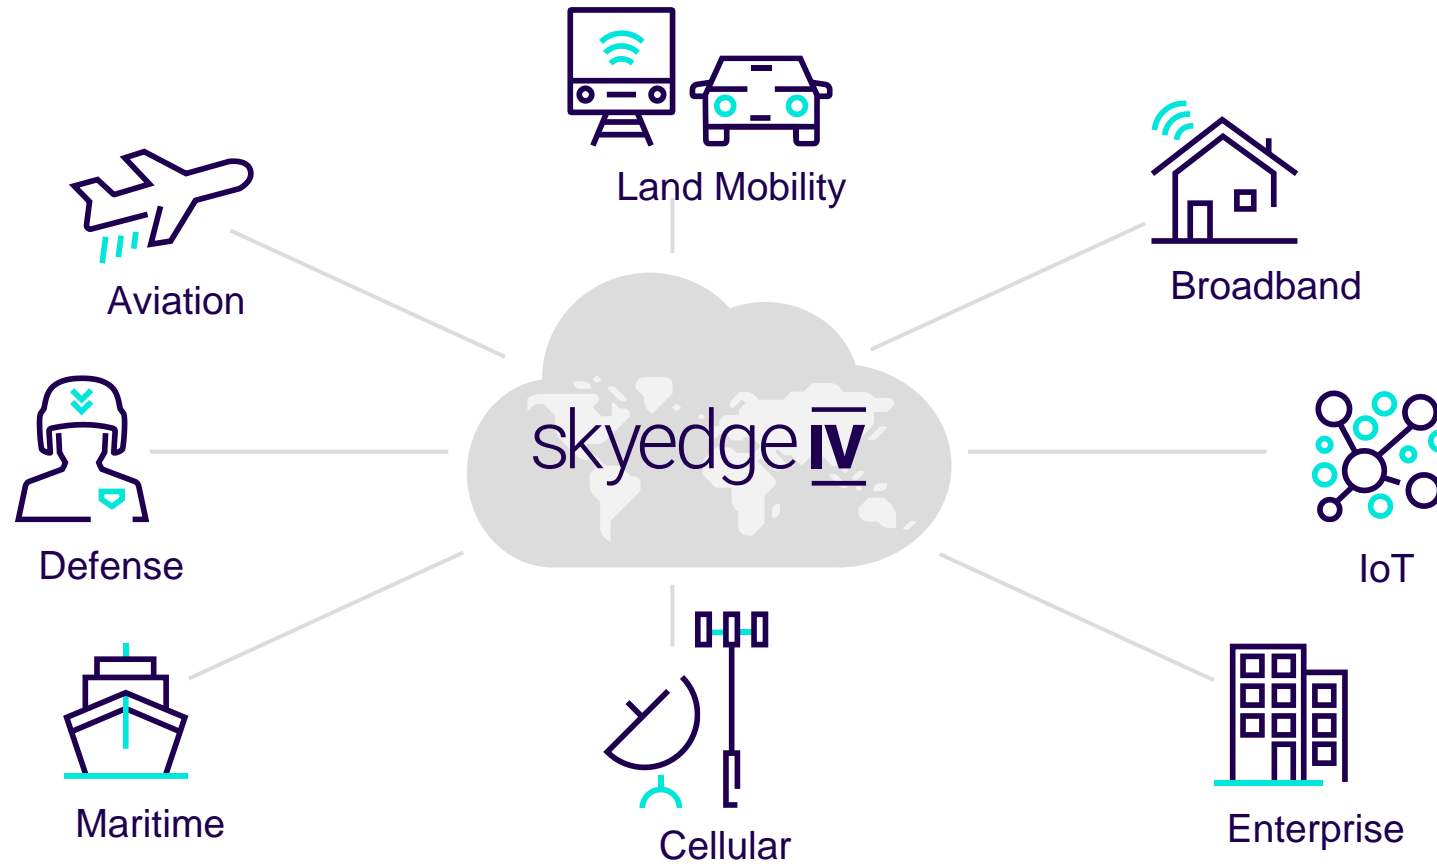 Land Mobility
Aviation
Broadband
skyedge IV
Defense
IoT
Maritime
Cellular
Enterprise